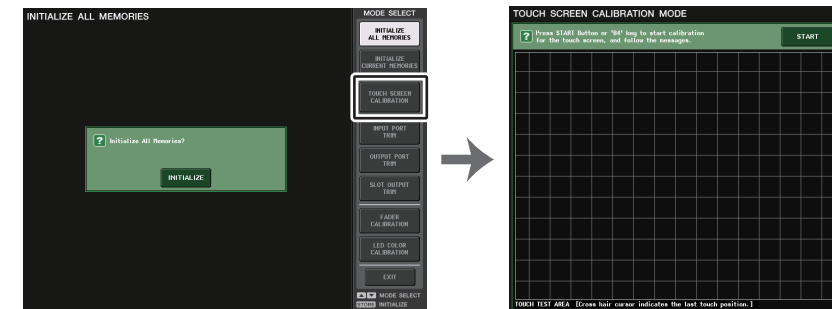 INITIALIZE ALL MEMORIES
? Initialize All Memories?
INITIALIZE
MODE SELECT
INITIALIZE
ALL MEMORIES
INITIALIZE
CURRENT MEMORIES
TOUCH SCREEN
CALIBRATION
INPUT PORT
TRIM
OUTPUT PORT
TRIM
SLOT OUTPUT
TRIM
FADER
CALIBRATION
LED COLOR
CALIBRATION
EXIT
MODE SELECT
STORE INITIALIZE
TOUCH SCREEN CALIBRATION MODE
? Press START Button or "B4" key to start calibration
for the touch screen, and follow the messages.
START
TOUCH TEST AREA [Cross hair cursor indicates the last touch position.]